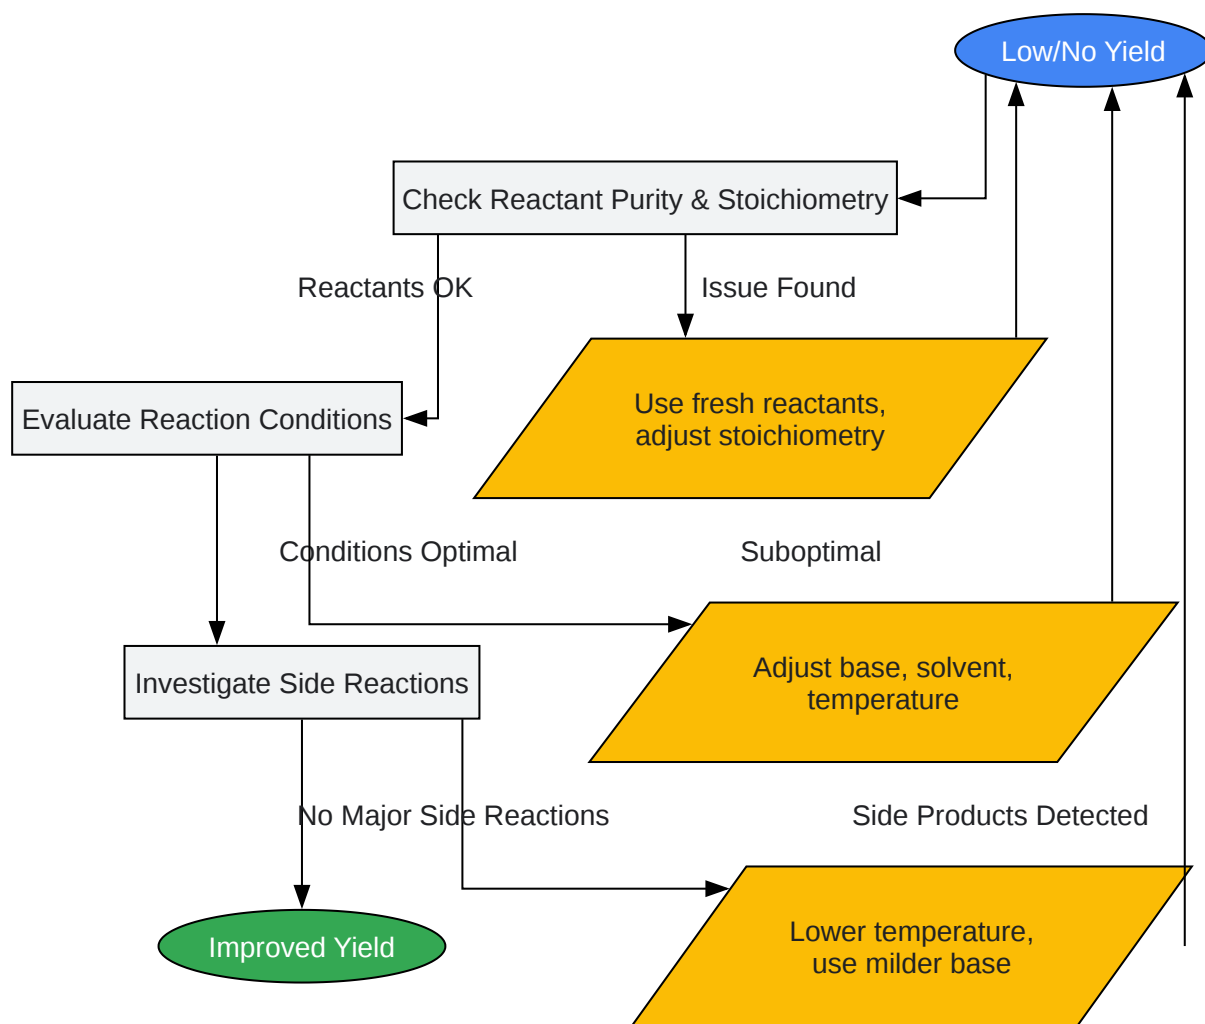 Low/No Yield
Check Reactant Purity & Stoichiometry
Reactants OK
Issue Found
Use fresh reactants,
adjust stoichiometry
Evaluate Reaction Conditions
Conditions Optimal
Suboptimal
Adjust base, solvent,
temperature
Investigate Side Reactions
No Major Side Reactions
Side Products Detected
Lower temperature,
use milder base
Improved Yield